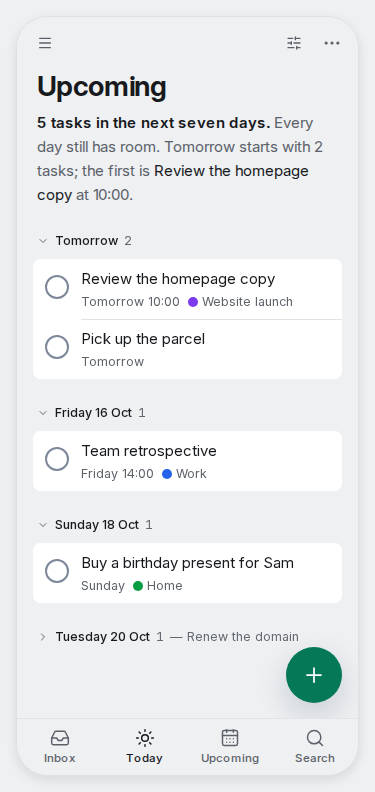 Upcoming
5 tasks in the next seven days. Every
day still has room. Tomorrow starts with 2
tasks; the first is Review the homepage
copy at 10:00.
Tomorrow 2
Review the homepage copy
Tomorrow 10:00 Website launch
Pick up the parcel
Tomorrow
Friday 16 Oct 1
Team retrospective
Friday 14:00 Work
Sunday 18 Oct 1
Buy a birthday present for Sam
Sunday Home
Tuesday 20 Oct 1 — Renew the domain
Inbox Today Upcoming Search